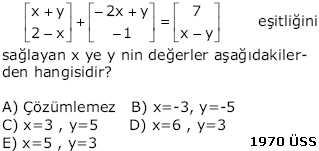 [x + y; 2 − x] + [−2x + y; −1] = [7; x − y] eşitliğini
sağlayan x ye y nin değerler aşağıdakiler-
den hangisidir?
A) Çözümlemez B) x=-3, y=-5
C) x=3 , y=5 D) x=6 , y=3
E) x=5 , y=3 1970 ÜSS